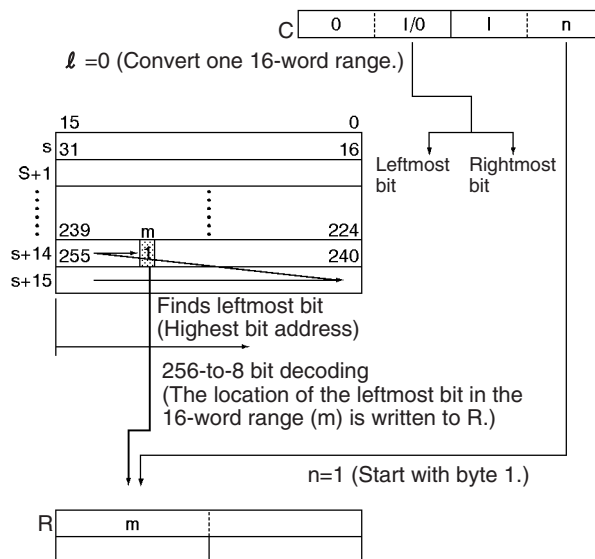 C 0 1/0 l n
ℓ =0 (Convert one 16-word range.)
15 0
s 31 16
S+1
Leftmost bit
Rightmost bit
239 m 224
s+14 255 1 240
s+15
Finds leftmost bit
(Highest bit address)
256-to-8 bit decoding
(The location of the leftmost bit in the
16-word range (m) is written to R.)
n=1 (Start with byte 1.)
R m